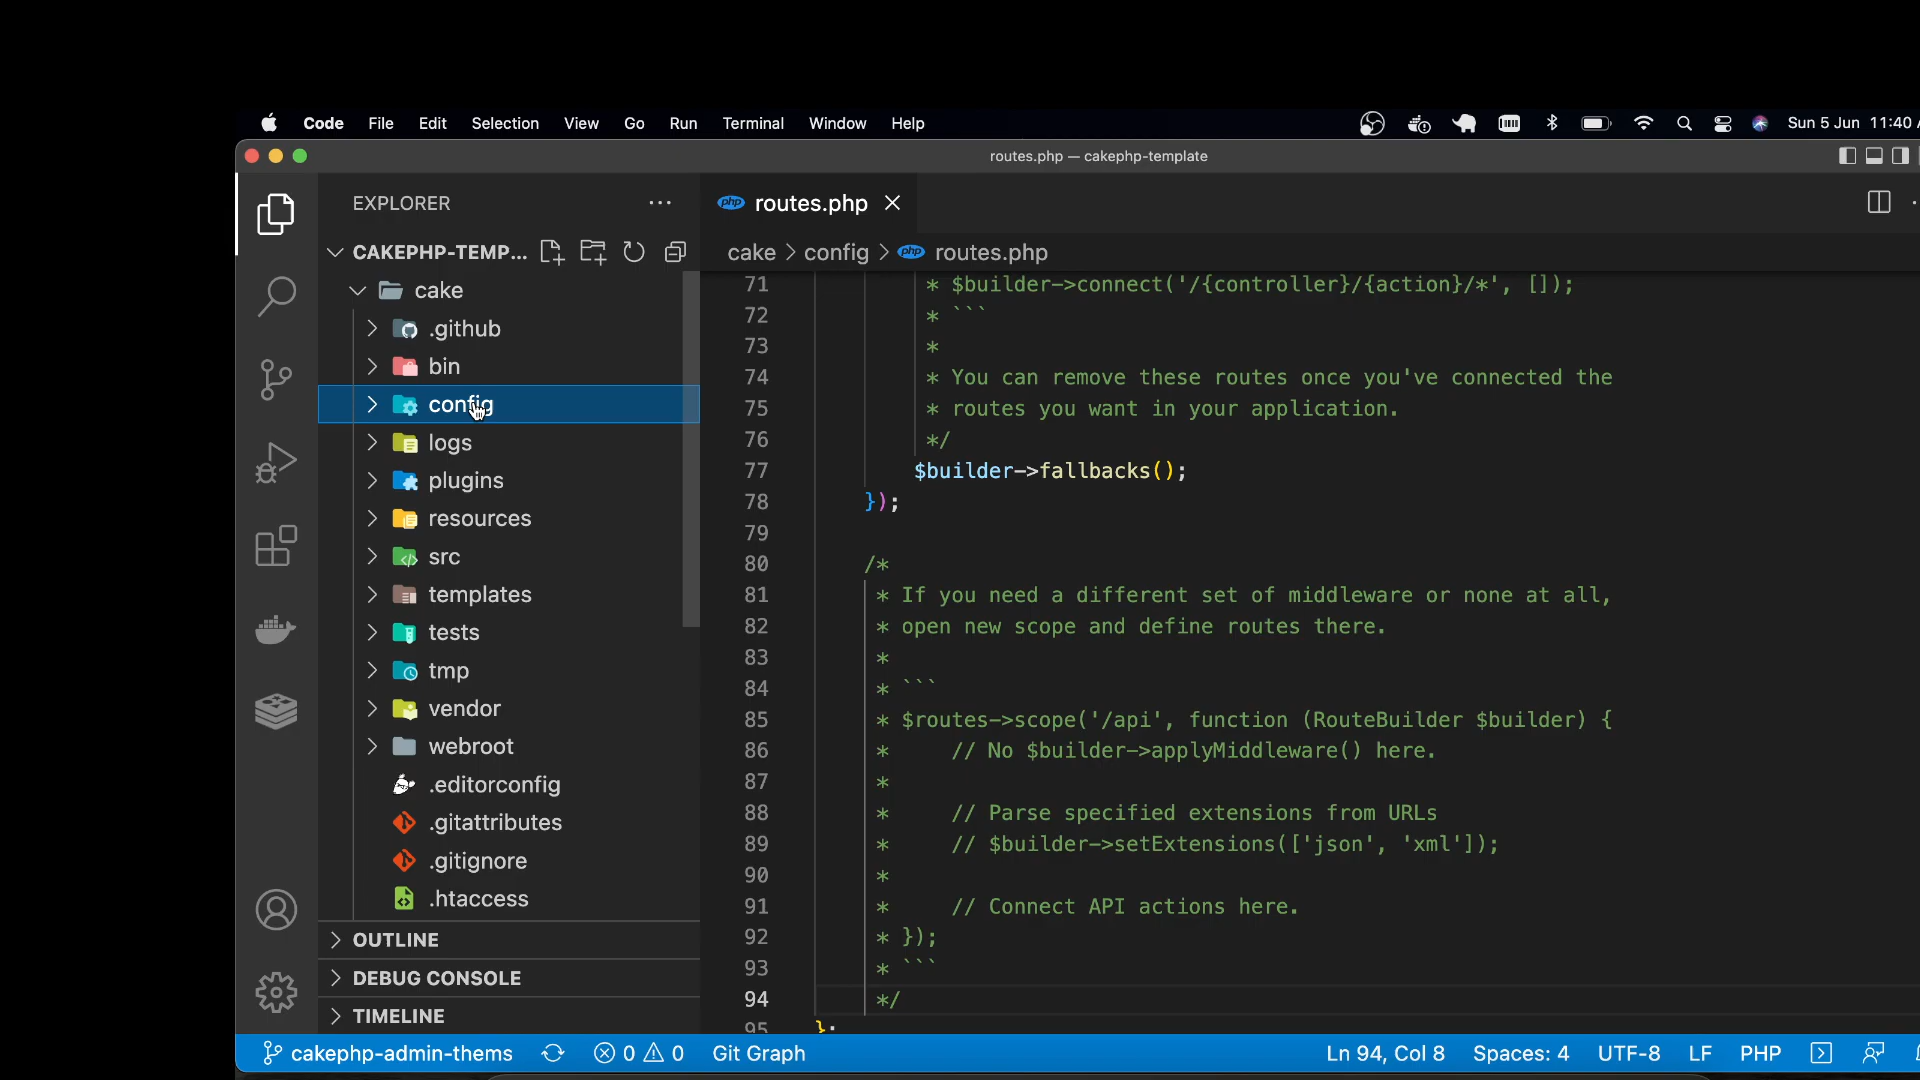 Code File Edit Selection View Go Run Terminal Window Help Sun 5 Jun 11:40
routes.php — cakephp-template
EXPLORER
CAKEPHP-TEMP...
cake
.github
bin
config
logs
plugins
resources
src
templates
tests
tmp
vendor
webroot
.editorconfig
.gitattributes
.gitignore
.htaccess
OUTLINE
DEBUG CONSOLE
TIMELINE
php routes.php
cake > config > php routes.php
71 * $builder->connect('/{controller}/{action}/*', []);
72 * ```
73 *
74 * You can remove these routes once you've connected the
75 * routes you want in your application.
76 */
77 $builder->fallbacks();
78 });
79
80 /*
81 * If you need a different set of middleware or none at all,
82 * open new scope and define routes there.
83 *
84 * ```
85 * $routes->scope('/api', function (RouteBuilder $builder) {
86 * // No $builder->applyMiddleware() here.
87 *
88 * // Parse specified extensions from URLs
89 * // $builder->setExtensions(['json', 'xml']);
90 *
91 * // Connect API actions here.
92 * });
93 * ```
94 */
95 };
cakephp-admin-thems 0 0 Git Graph Ln 94, Col 8 Spaces: 4 UTF-8 LF PHP